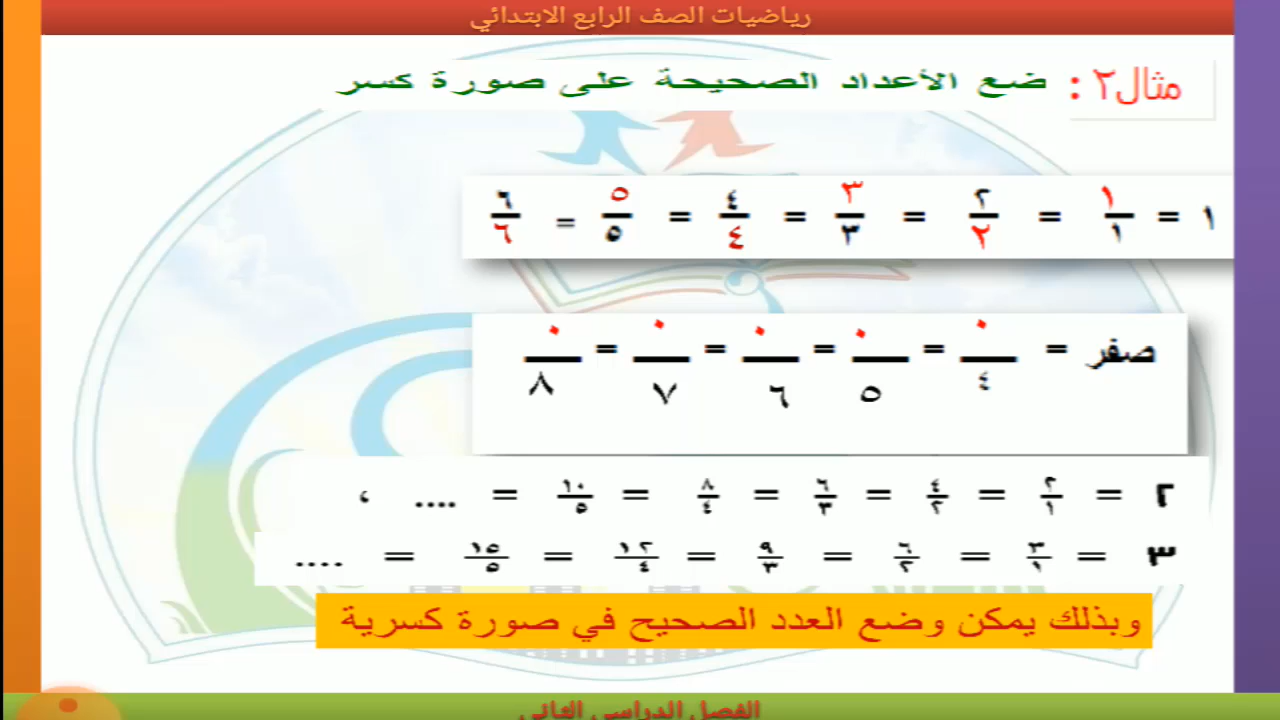 رياضيات الصف الرابع الابتدائي
مثال٢ : ضع الأعداد الصحيحة على صورة كسر
١ = ١/١ = ٢/٢ = ٣/٣ = ٤/٤ = ٥/٥ = ٦/٦
صفر = ٠/٤ = ٠/٥ = ٠/٦ = ٠/٧ = ٠/٨
٢ = ٢/١ = ٤/٢ = ٦/٣ = ٨/٤ = ١٠/٥ = .... ،
٣ = ٣/١ = ٦/٢ = ٩/٣ = ١٢/٤ = ١٥/٥ = ....
وبذلك يمكن وضع العدد الصحيح في صورة كسرية
الفصل الدراسي الثاني